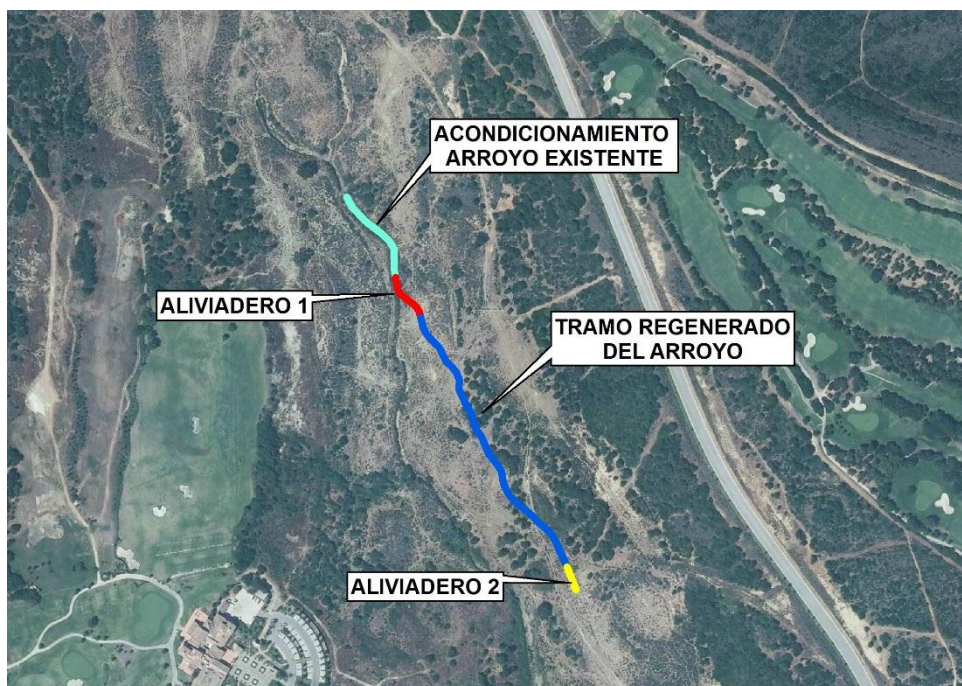 ACONDICIONAMIENTO
ARROYO EXISTENTE
ALIVIADERO 1
TRAMO REGENERADO
DEL ARROYO
ALIVIADERO 2